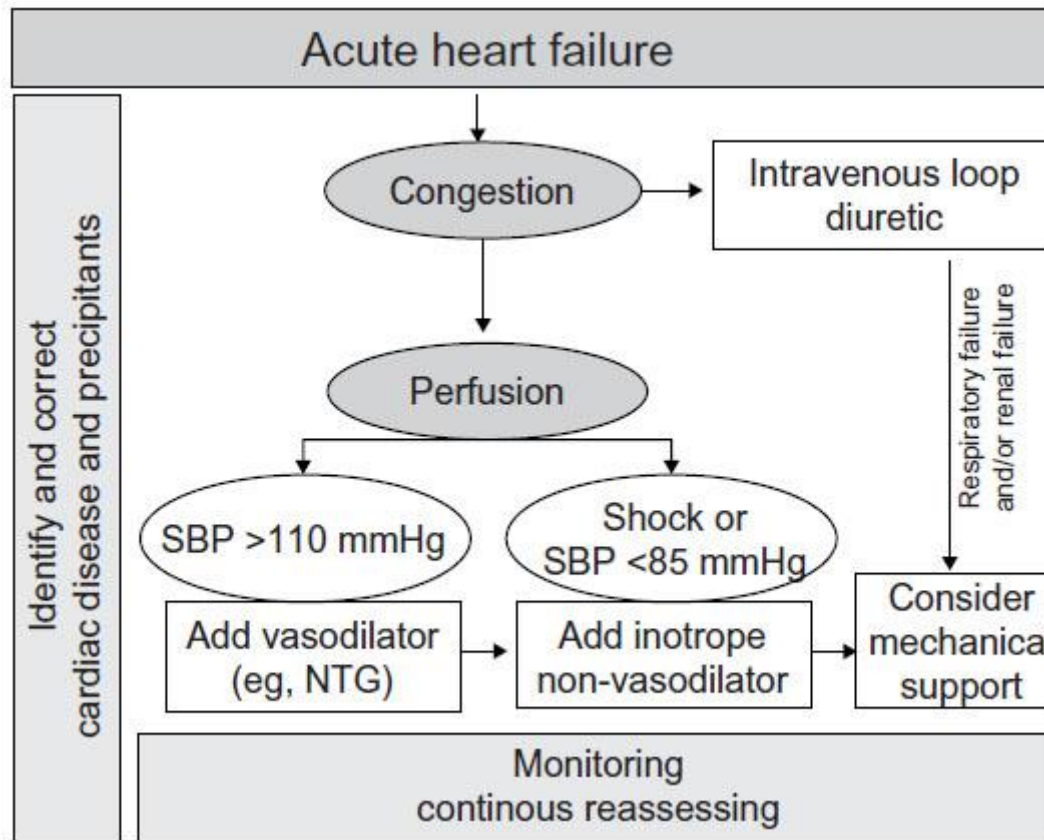 Acute heart failure
Identify and correct
cardiac disease and precipitants
Congestion
Intravenous loop
diuretic
Respiratory failure
and/or renal failure
Perfusion
SBP >110 mmHg
Shock or
SBP <85 mmHg
Add vasodilator
(eg, NTG)
Add inotrope
non-vasodilator
Consider
mechanical
support
Monitoring
continous reassessing